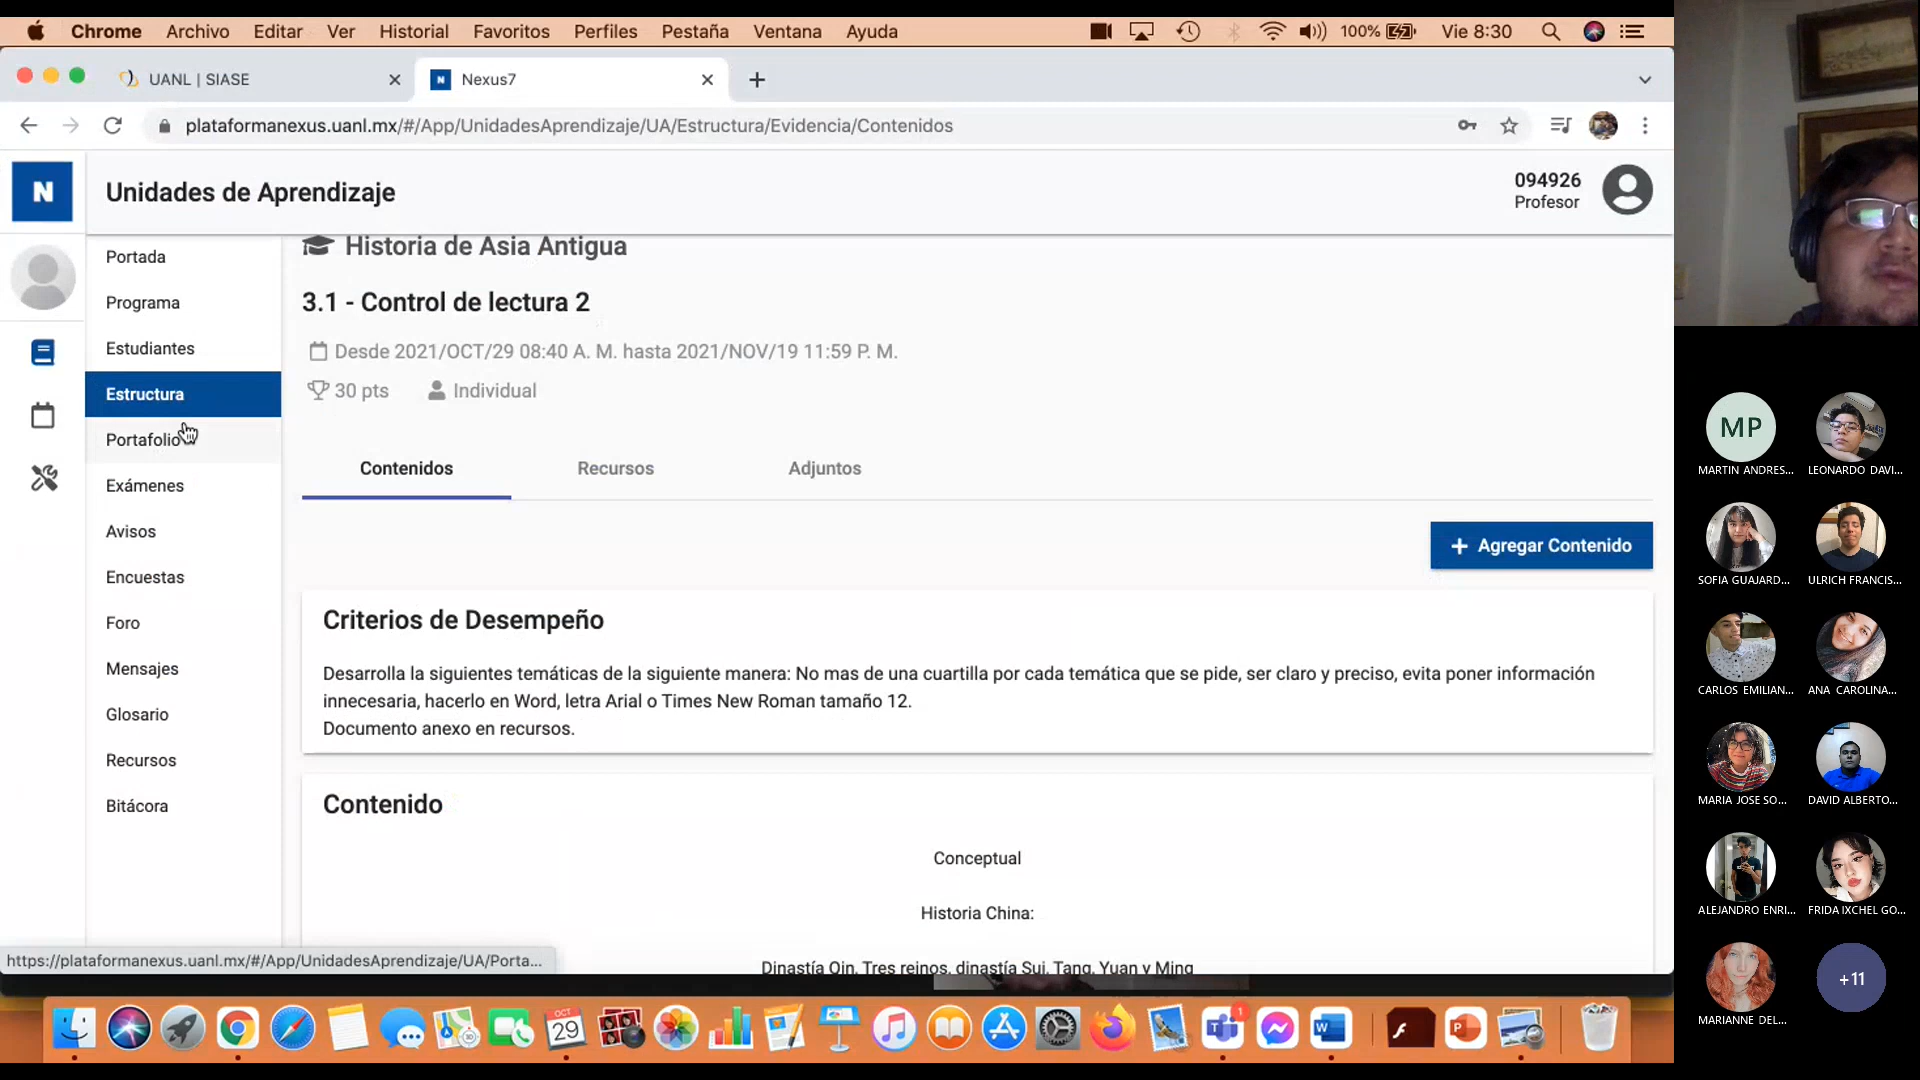 Chrome Archivo Editar Ver Historial Favoritos Perfiles Pestaña Ventana Ayuda 100% Vie 8:30
UANL | SIASE Nexus7
plataformanexus.uanl.mx/#/App/UnidadesAprendizaje/UA/Estructura/Evidencia/Contenidos
N Unidades de Aprendizaje
094926
Profesor
Portada
Programa
Estudiantes
Estructura
Portafolio
Exámenes
Avisos
Encuestas
Foro
Mensajes
Glosario
Recursos
Bitácora
Historia de Asia Antigua
3.1 - Control de lectura 2
Desde 2021/OCT/29 08:40 A. M. hasta 2021/NOV/19 11:59 P. M.
30 pts Individual
Contenidos Recursos Adjuntos
+ Agregar Contenido
Criterios de Desempeño
Desarrolla la siguientes temáticas de la siguiente manera: No mas de una cuartilla por cada temática que se pide, ser claro y preciso, evita poner información
innecesaria, hacerlo en Word, letra Arial o Times New Roman tamaño 12.
Documento anexo en recursos.
Contenido
Conceptual
Historia China:
Dinastía Qin, Tres reinos, dinastía Sui, Tang, Yuan y Ming
https://plataformanexus.uanl.mx/#/App/UnidadesAprendizaje/UA/Porta...
OCT
29
1
MP
MARTIN ANDRES... LEONARDO DAVI...
SOFIA GUAJARD... ULRICH FRANCIS...
CARLOS EMILIAN... ANA CAROLINA...
MARIA JOSE SO... DAVID ALBERTO...
ALEJANDRO ENRI... FRIDA IXCHEL GO...
+11
MARIANNE DEL...